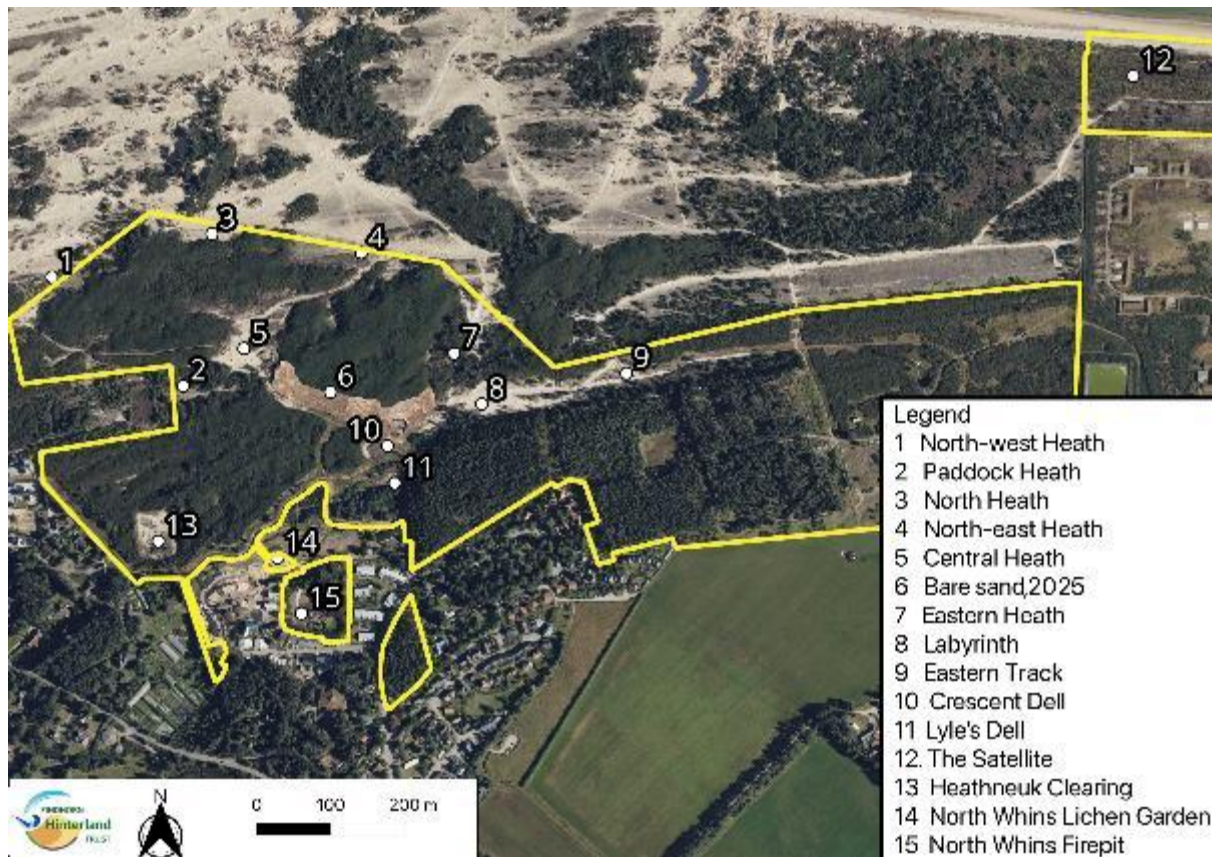 12
3
4
1
5
7
9
2
6
8
10
11
13
14
15
Legend
1 North-west Heath
2 Paddock Heath
3 North Heath
4 North-east Heath
5 Central Heath
6 Bare sand,2025
7 Eastern Heath
8 Labyrinth
9 Eastern Track
10 Crescent Dell
11 Lyle's Dell
12. The Satellite
13 Heathneuk Clearing
14 North Whins Lichen Garden
15 North Whins Firepit
FINDHORN
Hinterland
TRUST
N
0 100 200 m